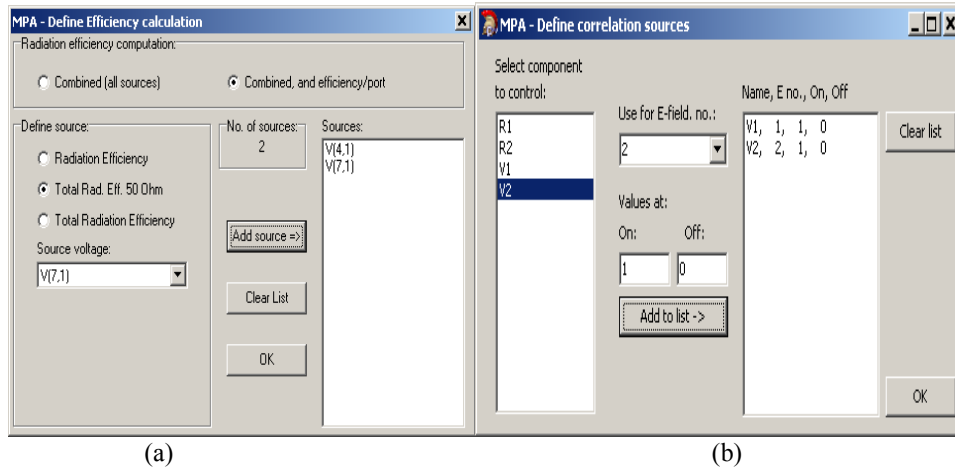 MPA - Define Efficiency calculation
Radiation efficiency computation:
Combined (all sources)
Combined, and efficiency/port
Define source:
Radiation Efficiency
Total Rad. Eff. 50 Ohm
Total Radiation Efficiency
Source voltage:
V(7,1)
No. of sources:
2
Add source =>
Clear List
OK
Sources:
V(4,1)
V(7,1)
(a)
MPA - Define correlation sources
Select component
to control:
R1
R2
V1
V2
Use for E-field. no.:
2
Values at:
On: Off:
1 0
Add to list ->
Name, E no., On, Off
V1, 1, 1, 0
V2, 2, 1, 0
Clear list
OK
(b)